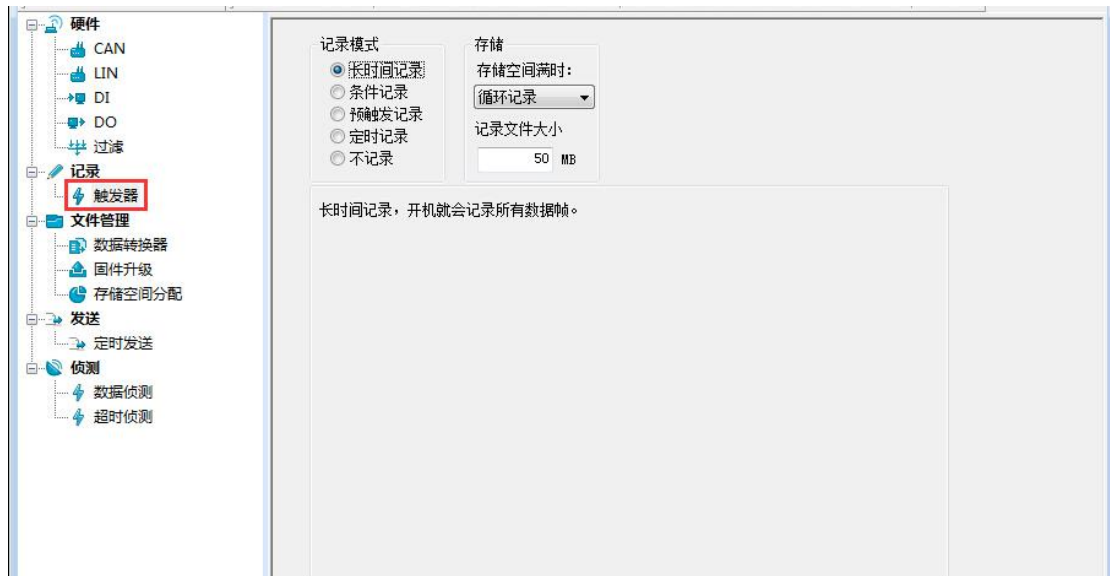 硬件
CAN
LIN
DI
DO
过滤
记录
触发器
文件管理
数据转换器
固件升级
存储空间分配
发送
定时发送
侦测
数据侦测
超时侦测
记录模式
长时间记录
条件记录
预触发记录
定时记录
不记录
存储
存储空间满时:
循环记录
记录文件大小
50 MB
长时间记录，开机就会记录所有数据帧。